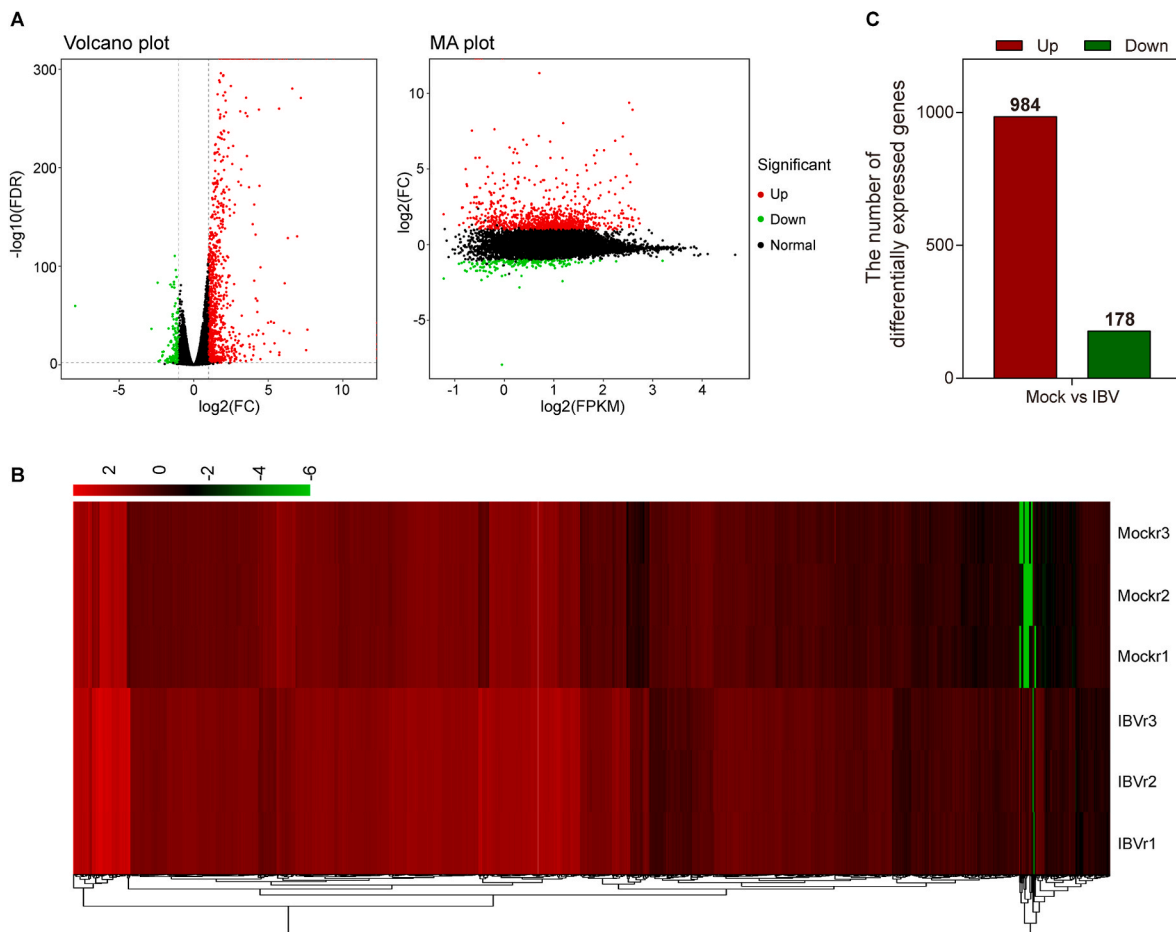 A
Volcano plot
300
200
100
0
-log10(FDR)
-5
0
5
10
log2(FC)
MA plot
10
5
0
-5
log2(FC)
-1
0
1
2
3
4
log2(FPKM)
Significant
Up
Down
Normal
C
Up
Down
The number of
differentially expressed genes
1000
500
0
984
178
Mock vs IBV
B
2
0
-2
-4
-6
Mockr3
Mockr2
Mockr1
IBVr3
IBVr2
IBVr1